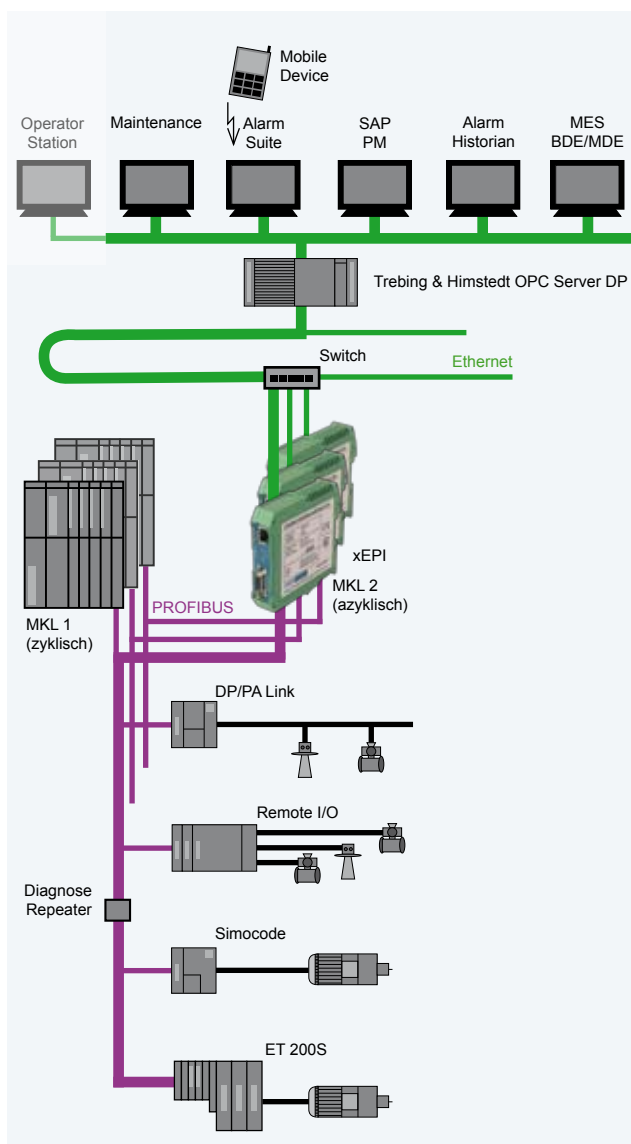 Mobile
Device
Operator
Station
Maintenance
Alarm
Suite
SAP
PM
Alarm
Historian
MES
BDE/MDE
Trebing & Himstedt OPC Server DP
Switch
Ethernet
xEPI
MKL 2
(azyklisch)
PROFIBUS
MKL 1
(zyklisch)
DP/PA Link
Remote I/O
Diagnose
Repeater
Simocode
ET 200S